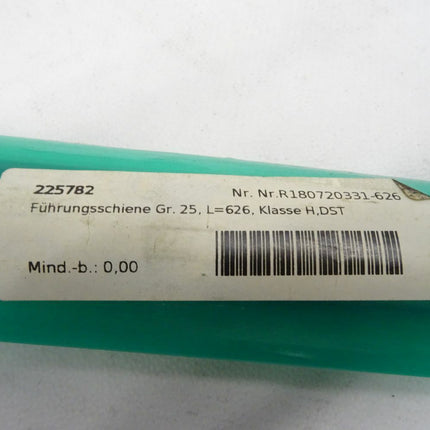 225782 Nr. Nr.R180720331-626
Führungsschiene Gr. 25, L=626, Klasse H,DST
Mind.-b.: 0,00